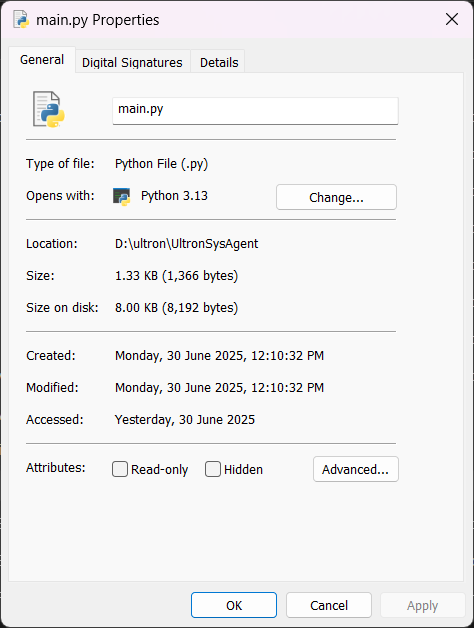 main.py Properties
General
Digital Signatures
Details
main.py
Type of file: Python File (.py)
Opens with: Python 3.13 Change...
Location: D:\ultron\UltronSysAgent
Size: 1.33 KB (1,366 bytes)
Size on disk: 8.00 KB (8,192 bytes)
Created: Monday, 30 June 2025, 12:10:32 PM
Modified: Monday, 30 June 2025, 12:10:32 PM
Accessed: Yesterday, 30 June 2025
Attributes: Read-only Hidden Advanced...
OK Cancel Apply